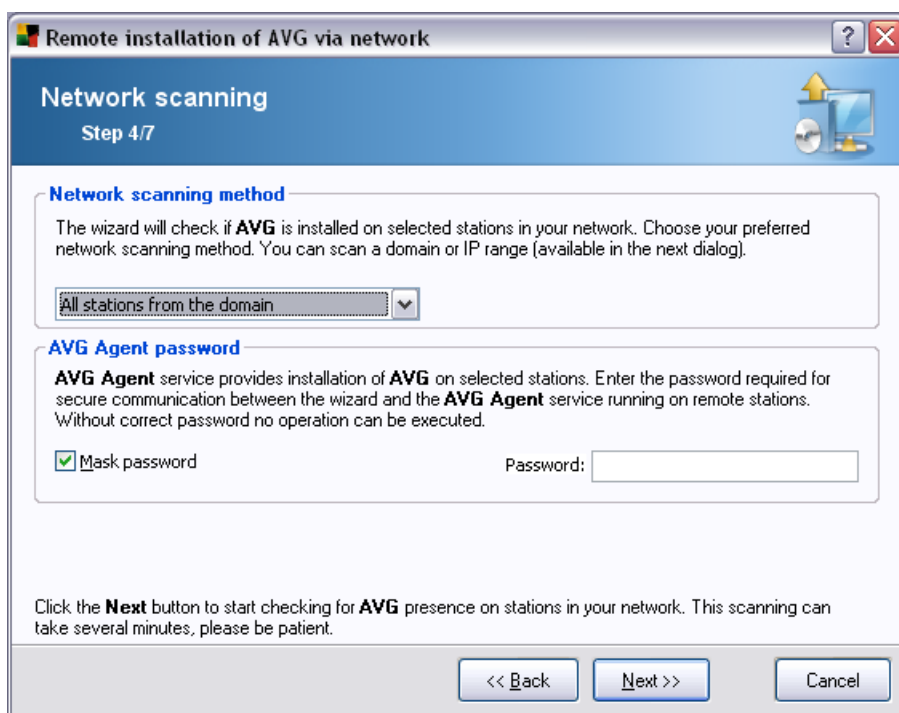 Remote installation of AVG via network
?
Network scanning
Step 4/7
Network scanning method
The wizard will check if AVG is installed on selected stations in your network. Choose your preferred
network scanning method. You can scan a domain or IP range (available in the next dialog).
All stations from the domain
AVG Agent password
AVG Agent service provides installation of AVG on selected stations. Enter the password required for
secure communication between the wizard and the AVG Agent service running on remote stations.
Without correct password no operation can be executed.
Mask password
Password:
Click the Next button to start checking for AVG presence on stations in your network. This scanning can
take several minutes, please be patient.
<< Back
Next >>
Cancel